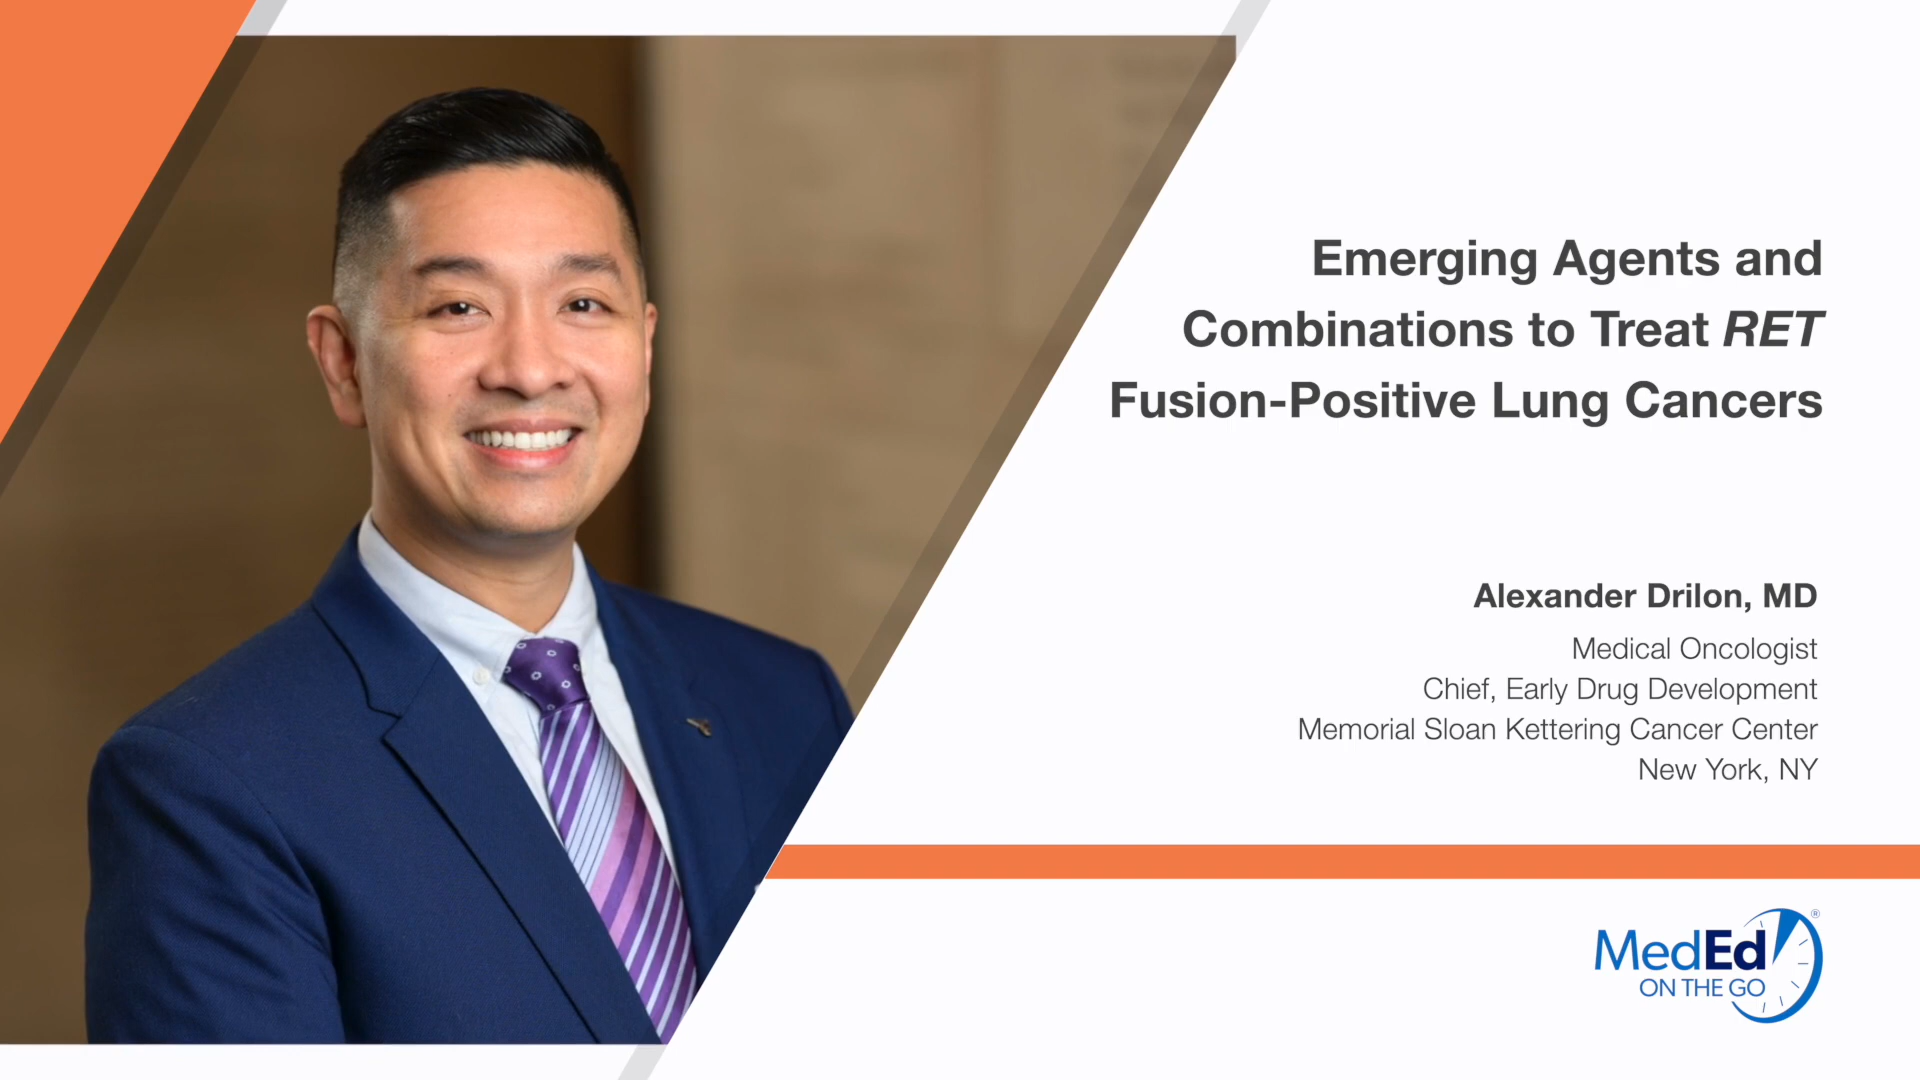 Emerging Agents and
Combinations to Treat RET
Fusion-Positive Lung Cancers
Alexander Drilon, MD
Medical Oncologist
Chief, Early Drug Development
Memorial Sloan Kettering Cancer Center
New York, NY
MedEd®
ON THE GO